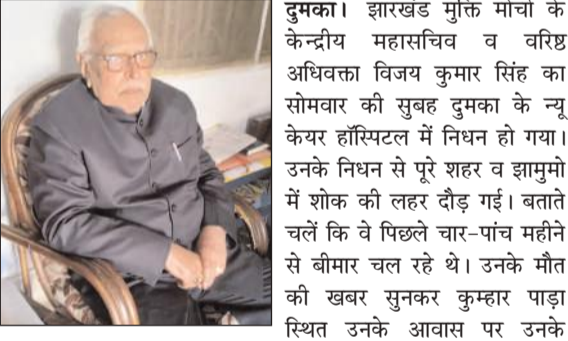 दुमका। झारखंड मुक्ति मोर्चा के
केन्द्रीय महासचिव व वरिष्ठ
अधिवक्ता विजय कुमार सिंह का
सोमवार की सुबह दुमका के न्यू
केयर हॉस्पिटल में निधन हो गया।
उनके निधन से पूरे शहर व झामुमो
में शोक की लहर दौड़ गई। बताते
चलें कि वे पिछले चार-पांच महीने
से बीमार चल रहे थे। उनके मौत
की खबर सुनकर कुम्हार पाड़ा
स्थित उनके आवास पर उनके